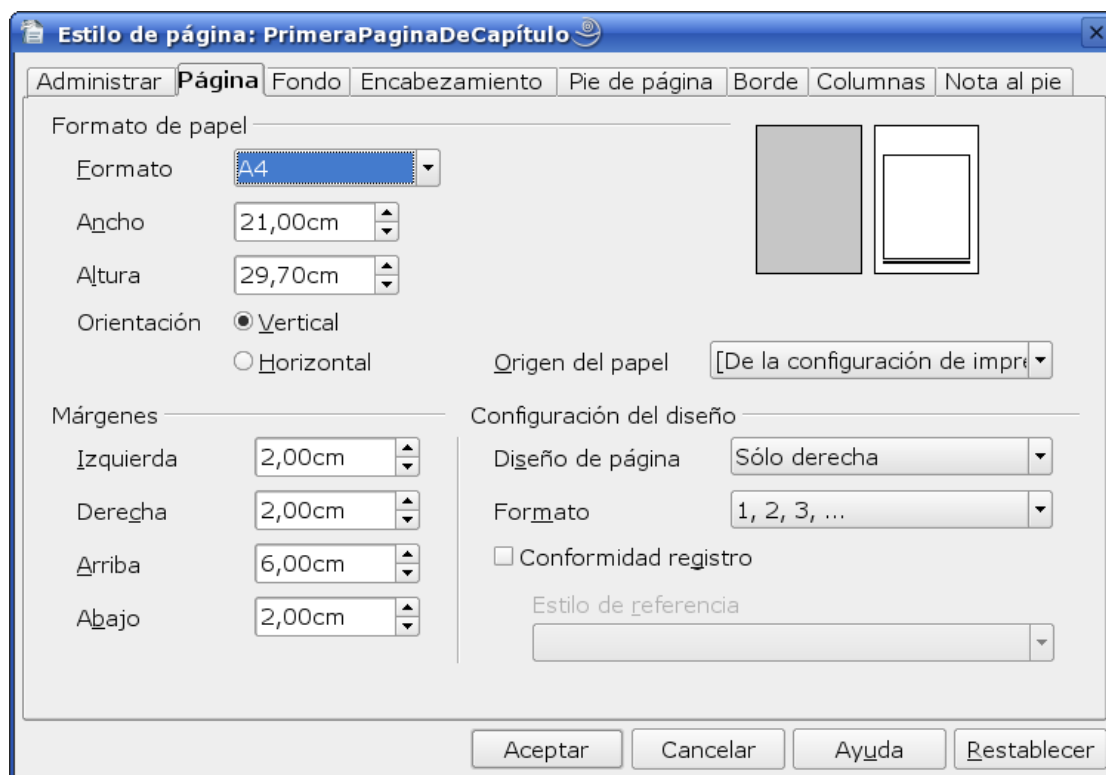 Estilo de página: PrimeraPaginaDeCapítulo
Administrar Página Fondo Encabezamiento Pie de página Borde Columnas Nota al pie
Formato de papel
Formato A4
Ancho 21,00cm
Altura 29,70cm
Orientación Vertical
Horizontal Origen del papel [De la configuración de impre
Márgenes Configuración del diseño
Izquierda 2,00cm Diseño de página Sólo derecha
Derecha 2,00cm Formato 1, 2, 3, ...
Arriba 6,00cm Conformidad registro
Abajo 2,00cm Estilo de referencia
Aceptar Cancelar Ayuda Restablecer